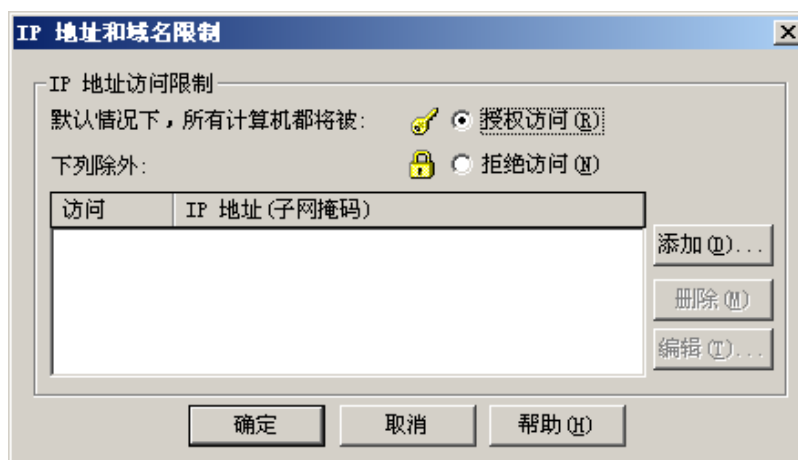 IP 地址和域名限制
IP 地址访问限制
默认情况下，所有计算机都将被:
授权访问(R)
下列除外:
拒绝访问(N)
访问 IP 地址(子网掩码)
添加(D)...
删除(M)
编辑(T)...
确定 取消 帮助(H)